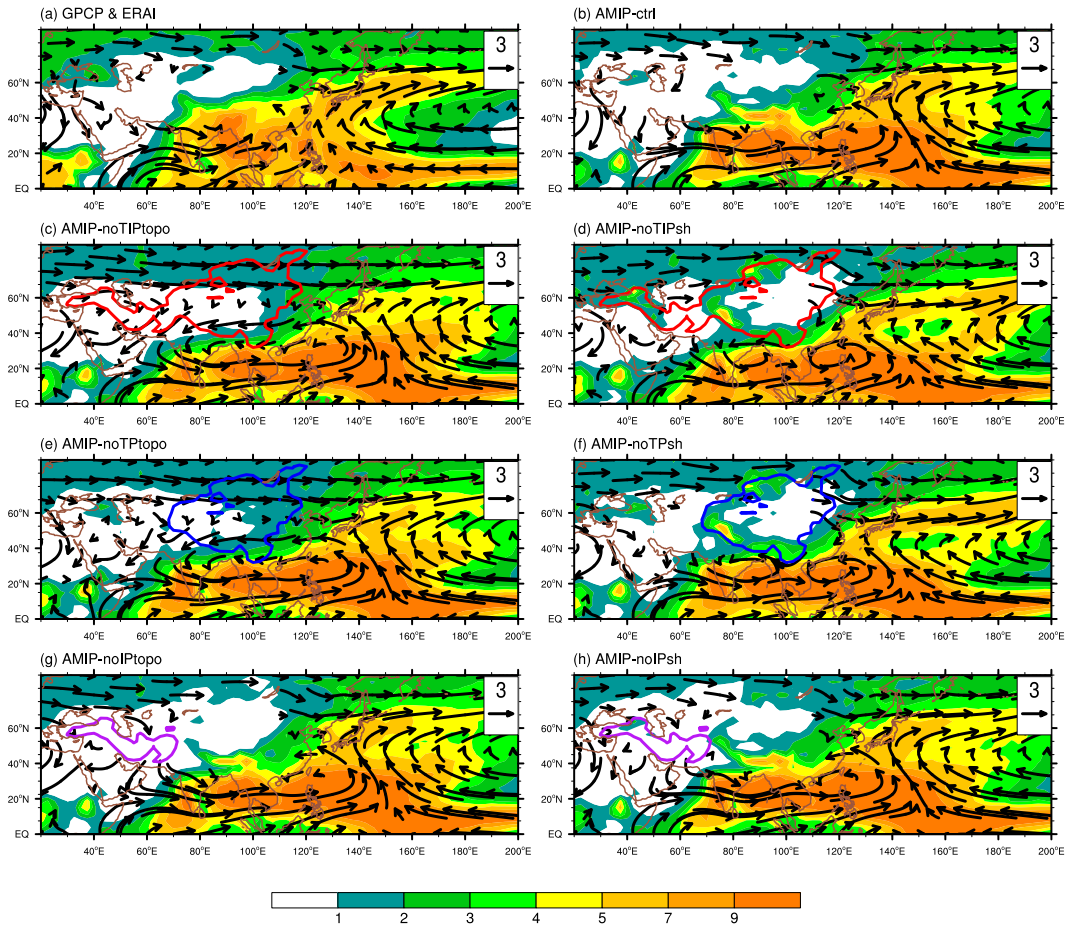 (a) GPCP & ERAI
3
60°N
40°N
20°N
EQ
40°E 60°E 80°E 100°E 120°E 140°E 160°E 180°E 200°E
(b) AMIP-ctrl
3
60°N
40°N
20°N
EQ
40°E 60°E 80°E 100°E 120°E 140°E 160°E 180°E 200°E
(c) AMIP-noTIPtopo
3
60°N
40°N
20°N
EQ
40°E 60°E 80°E 100°E 120°E 140°E 160°E 180°E 200°E
(d) AMIP-noTIPsh
3
60°N
40°N
20°N
EQ
40°E 60°E 80°E 100°E 120°E 140°E 160°E 180°E 200°E
(e) AMIP-noTPtopo
3
60°N
40°N
20°N
EQ
40°E 60°E 80°E 100°E 120°E 140°E 160°E 180°E 200°E
(f) AMIP-noTPsh
3
60°N
40°N
20°N
EQ
40°E 60°E 80°E 100°E 120°E 140°E 160°E 180°E 200°E
(g) AMIP-noIPtopo
3
60°N
40°N
20°N
EQ
40°E 60°E 80°E 100°E 120°E 140°E 160°E 180°E 200°E
(h) AMIP-noIPsh
3
60°N
40°N
20°N
EQ
40°E 60°E 80°E 100°E 120°E 140°E 160°E 180°E 200°E
1 2 3 4 5 7 9